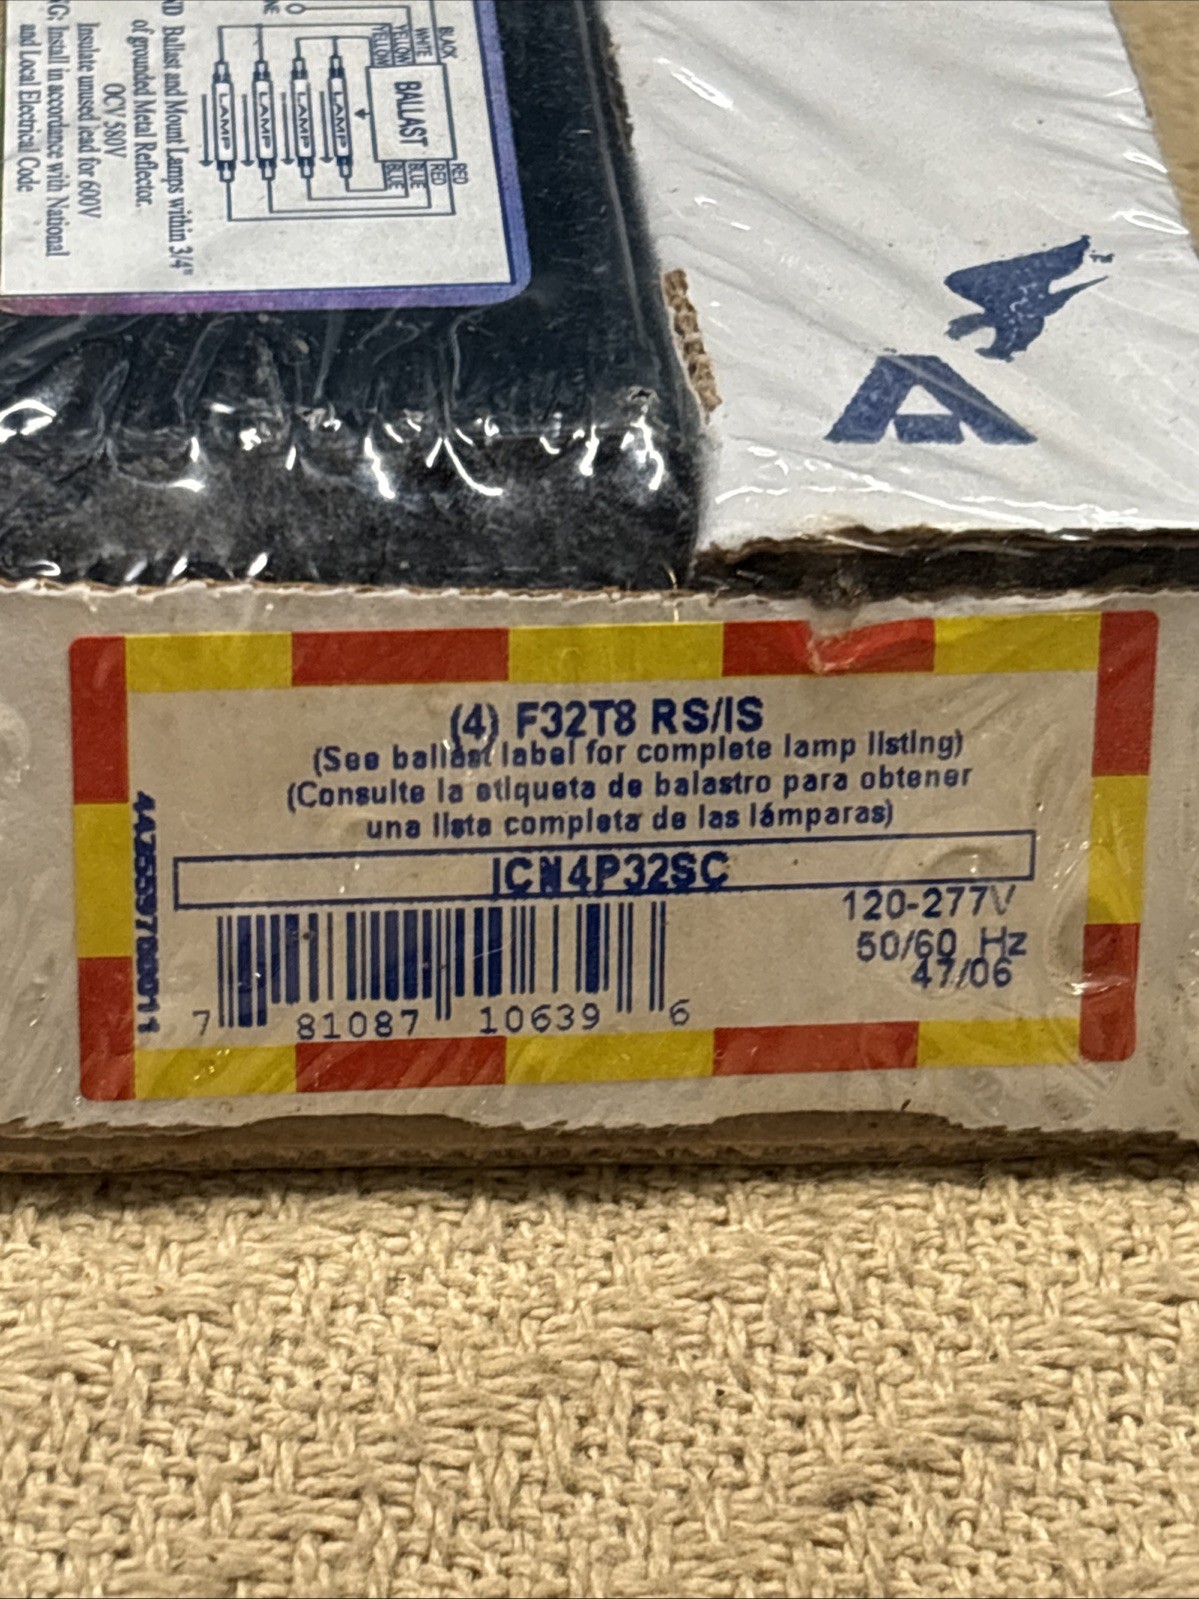 BLACK
WHITE
YELLOW
YELLOW
BALLAST
RED
RED
BLUE
BLUE
LAMP
LAMP
LAMP
LAMP
Ballast and Mount Lamps within 3/4"
of grounded Metal Reflector.
OCV 580V
Insulate unused lead for 600V
Install in accordance with National
and Local Electrical Code
TM
A
(4) F32T8 RS/IS
(See ballast label for complete lamp listing)
(Consulte la etiqueta de balastro para obtener
una lista completa de las lámparas)
ICN4P32SC
120-277V
50/60 Hz
47/06
7 81087 10639 6